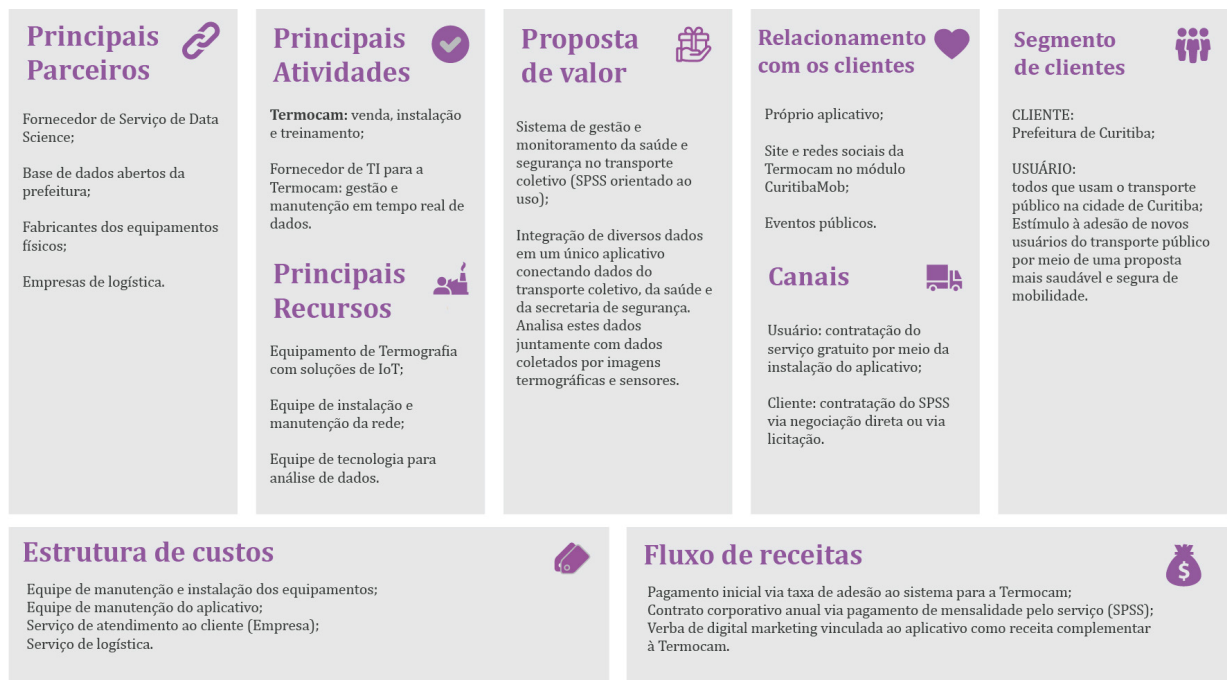 Principais
Parceiros
Fornecedor de Serviço de Data
Science;
Base de dados abertos da
prefeitura;
Fabricantes dos equipamentos
físicos;
Empresas de logística.
Principais
Atividades
Termocam: venda, instalação
e treinamento;
Fornecedor de TI para a
Termocam: gestão e
manutenção em tempo real de
dados.
Principais
Recursos
Equipamento de Termografia
com soluções de IoT;
Equipe de instalação e
manutenção da rede;
Equipe de tecnologia para
análise de dados.
Proposta
de valor
Sistema de gestão e
monitoramento da saúde e
segurança no transporte
coletivo (SPSS orientado ao
uso);
Integração de diversos dados
em um único aplicativo
conectando dados do
transporte coletivo, da saúde e
da secretaria de segurança.
Analisa estes dados
juntamente com dados
coletados por imagens
termográficas e sensores.
Relacionamento
com os clientes
Próprio aplicativo;
Site e redes sociais da
Termocam no módulo
CuritibaMob;
Eventos públicos.
Canais
Usuário: contratação do
serviço gratuito por meio da
instalação do aplicativo;
Cliente: contratação do SPSS
via negociação direta ou via
licitação.
Segmento
de clientes
CLIENTE:
Prefeitura de Curitiba;
USUÁRIO:
todos que usam o transporte
público na cidade de Curitiba;
Estímulo à adesão de novos
usuários do transporte público
por meio de uma proposta
mais saudável e segura de
mobilidade.
Estrutura de custos
Equipe de manutenção e instalação dos equipamentos;
Equipe de manutenção do aplicativo;
Serviço de atendimento ao cliente (Empresa);
Serviço de logística.
Fluxo de receitas
$
Pagamento inicial via taxa de adesão ao sistema para a Termocam;
Contrato corporativo anual via pagamento de mensalidade pelo serviço (SPSS);
Verba de digital marketing vinculada ao aplicativo como receita complementar
à Termocam.